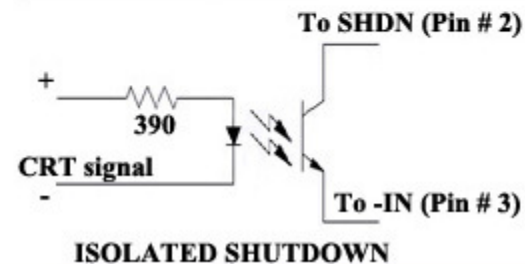 To SHDN (Pin # 2)
+
390
CRT signal
-
To -IN (Pin # 3)
ISOLATED SHUTDOWN